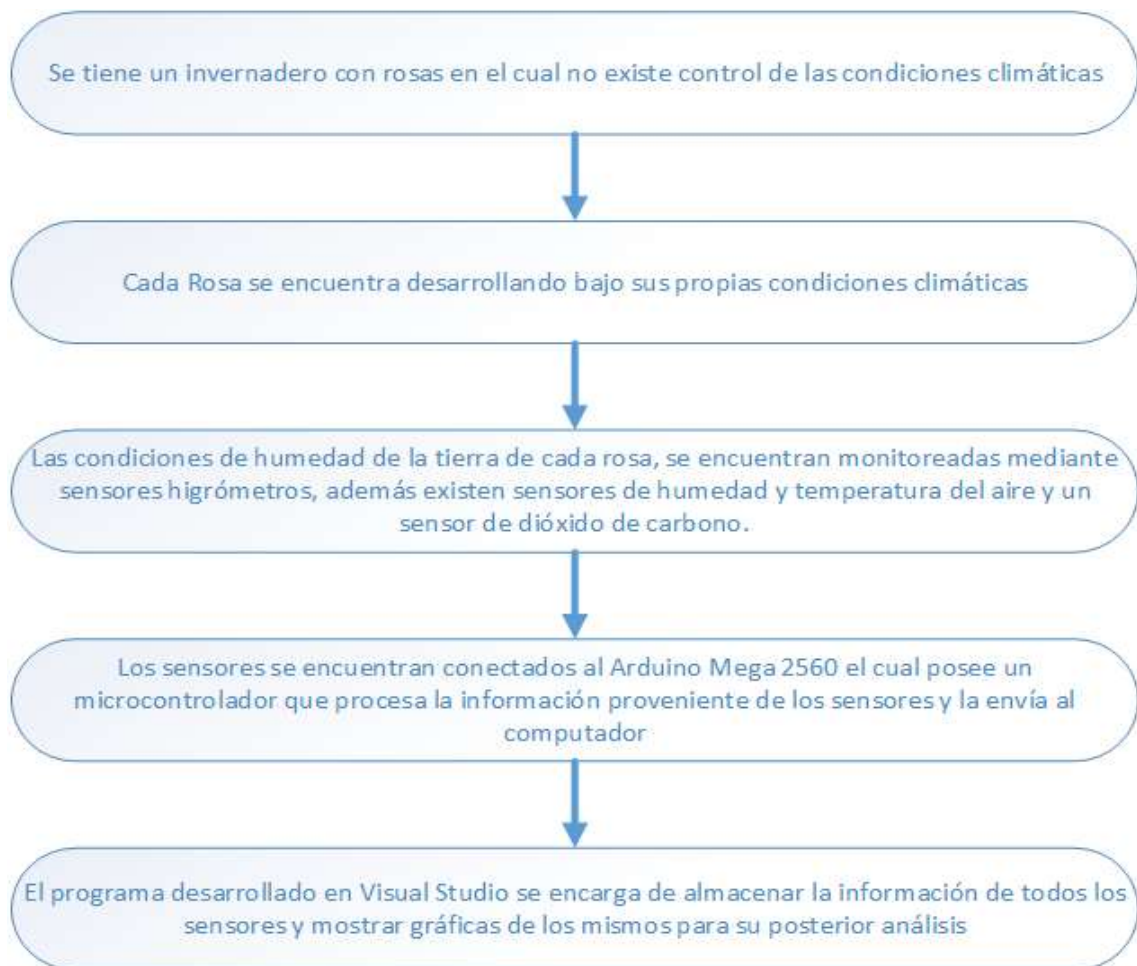 Se tiene un invernadero con rosas en el cual no existe control de las condiciones climáticas
Cada Rosa se encuentra desarrollando bajo sus propias condiciones climáticas
Las condiciones de humedad de la tierra de cada rosa, se encuentran monitoreadas mediante
sensores higrómetros, además existen sensores de humedad y temperatura del aire y un
sensor de dióxido de carbono.
Los sensores se encuentran conectados al Arduino Mega 2560 el cual posee un
microcontrolador que procesa la información proveniente de los sensores y la envía al
computador
El programa desarrollado en Visual Studio se encarga de almacenar la información de todos los
sensores y mostrar gráficas de los mismos para su posterior análisis